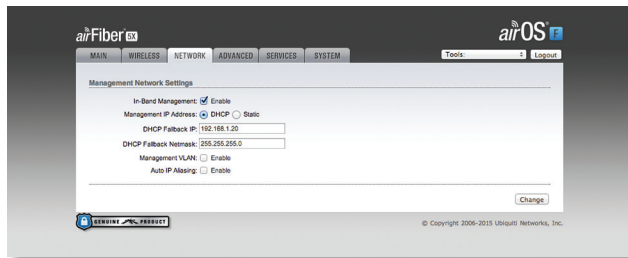 airFiber 5X
airOS F
MAIN WIRELESS NETWORK ADVANCED SERVICES SYSTEM Tools: Logout
Management Network Settings
In-Band Management: Enable
Management IP Address: DHCP Static
DHCP Fallback IP: 192.168.1.20
DHCP Fallback Netmask: 255.255.255.0
Management VLAN: Enable
Auto IP Aliasing: Enable
Change
GENUINE PRODUCT
© Copyright 2006-2015 Ubiquiti Networks, Inc.